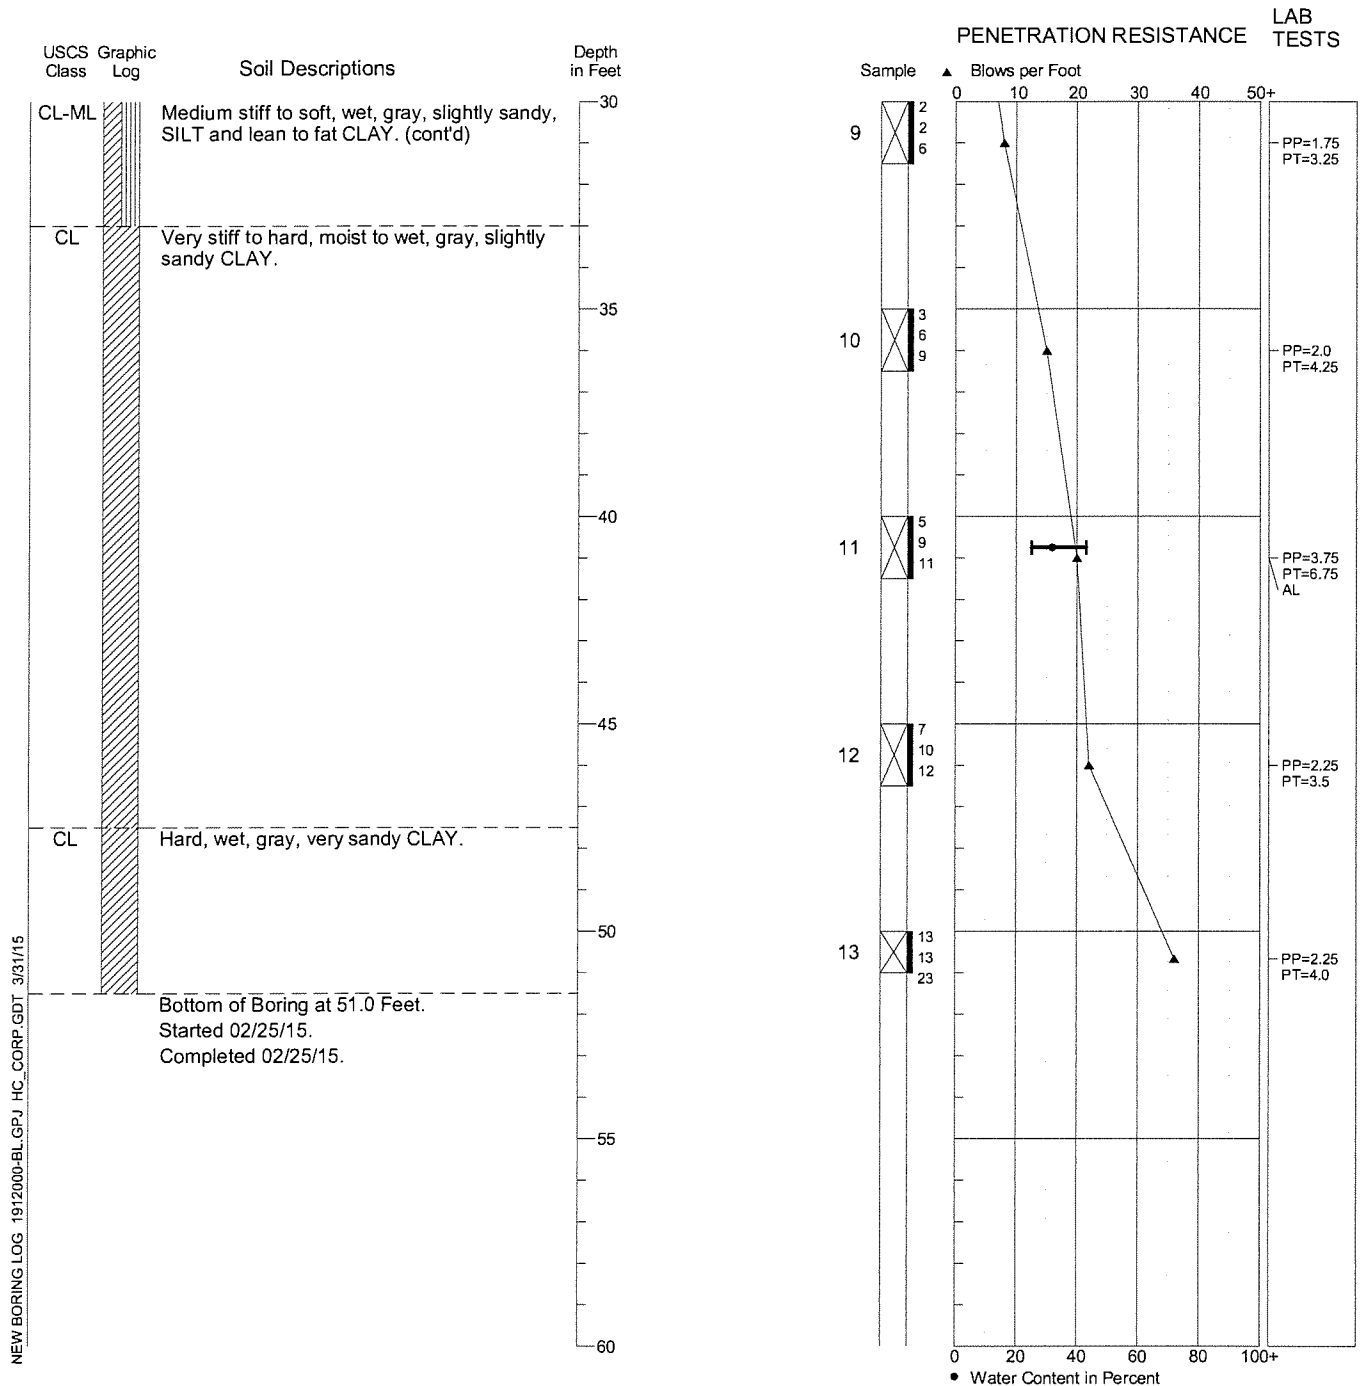 LAB
TESTS
PENETRATION RESISTANCE
USCS Graphic
Class Log
Soil Descriptions
Depth
in Feet
Sample ▲ Blows per Foot
0 10 20 30 40 50+
CL-ML
Medium stiff to soft, wet, gray, slightly sandy,
SILT and lean to fat CLAY. (cont'd)
30
9
2
2
6
PP=1.75
PT=3.25
CL
Very stiff to hard, moist to wet, gray, slightly
sandy CLAY.
35
10
3
6
9
PP=2.0
PT=4.25
40
11
5
9
11
PP=3.75
PT=6.75
AL
45
12
7
10
12
PP=2.25
PT=3.5
CL
Hard, wet, gray, very sandy CLAY.
50
13
13
13
23
PP=2.25
PT=4.0
Bottom of Boring at 51.0 Feet.
Started 02/25/15.
Completed 02/25/15.
55
60
0 20 40 60 80 100+
● Water Content in Percent
NEW BORING LOG 1912000-BL.GPJ HC_CORP.GDT 3/31/15